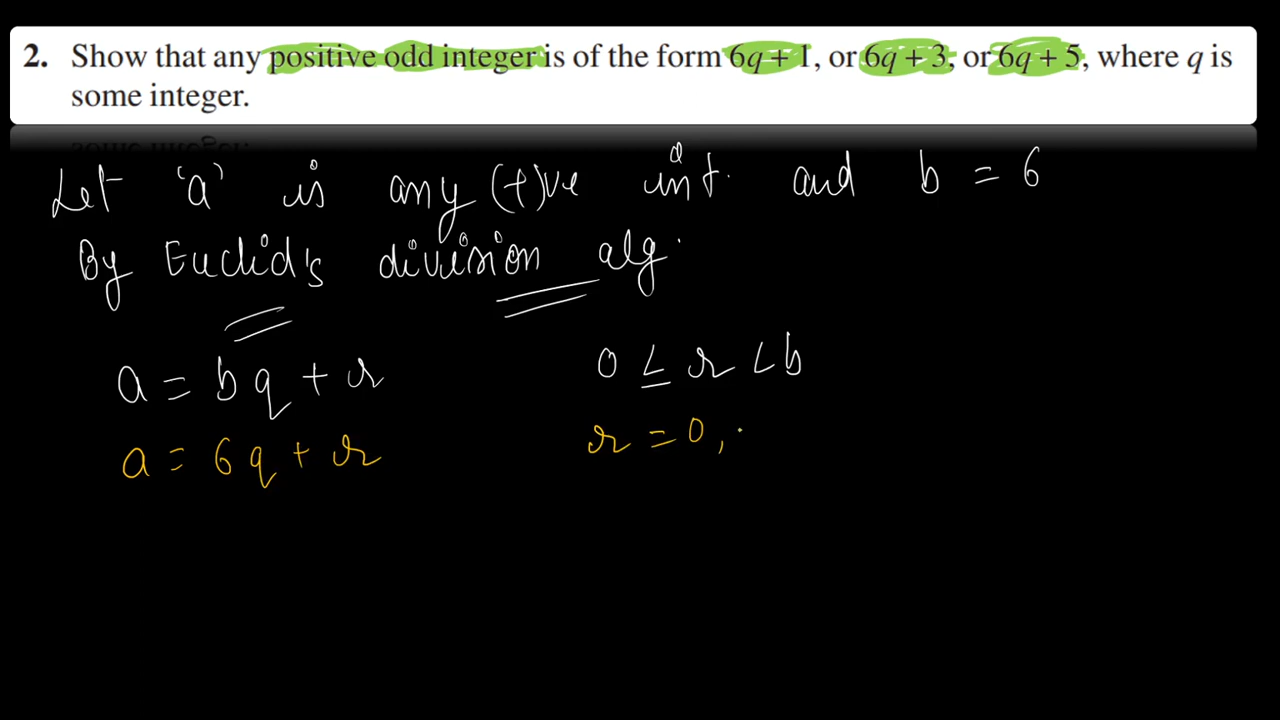 2. Show that any positive odd integer is of the form 6q + 1, or 6q + 3, or 6q + 5, where q is
some integer.
Let 'a' is any (+)ve int. and b = 6
By Euclid's division alg.
a = bq + r 0 ≤ r < b
a = 6q + r r = 0,